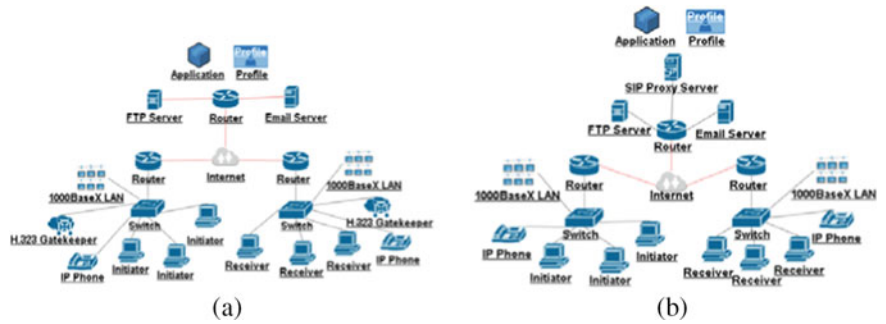 Profile
Application Profile
FTP Server Router Email Server
Router Internet Router
1000BaseX LAN 1000BaseX LAN
H.323 Gatekeeper Switch Initiator Switch H.323 Gatekeeper
IP Phone Initiator Initiator Receiver Receiver Receiver IP Phone
(a)
Profile
Application Profile
SIP Proxy Server
FTP Server Router Email Server
Router Internet Router
1000BaseX LAN 1000BaseX LAN
IP Phone Switch Initiator Switch IP Phone
Initiator Initiator Receiver Receiver Receiver
(b)